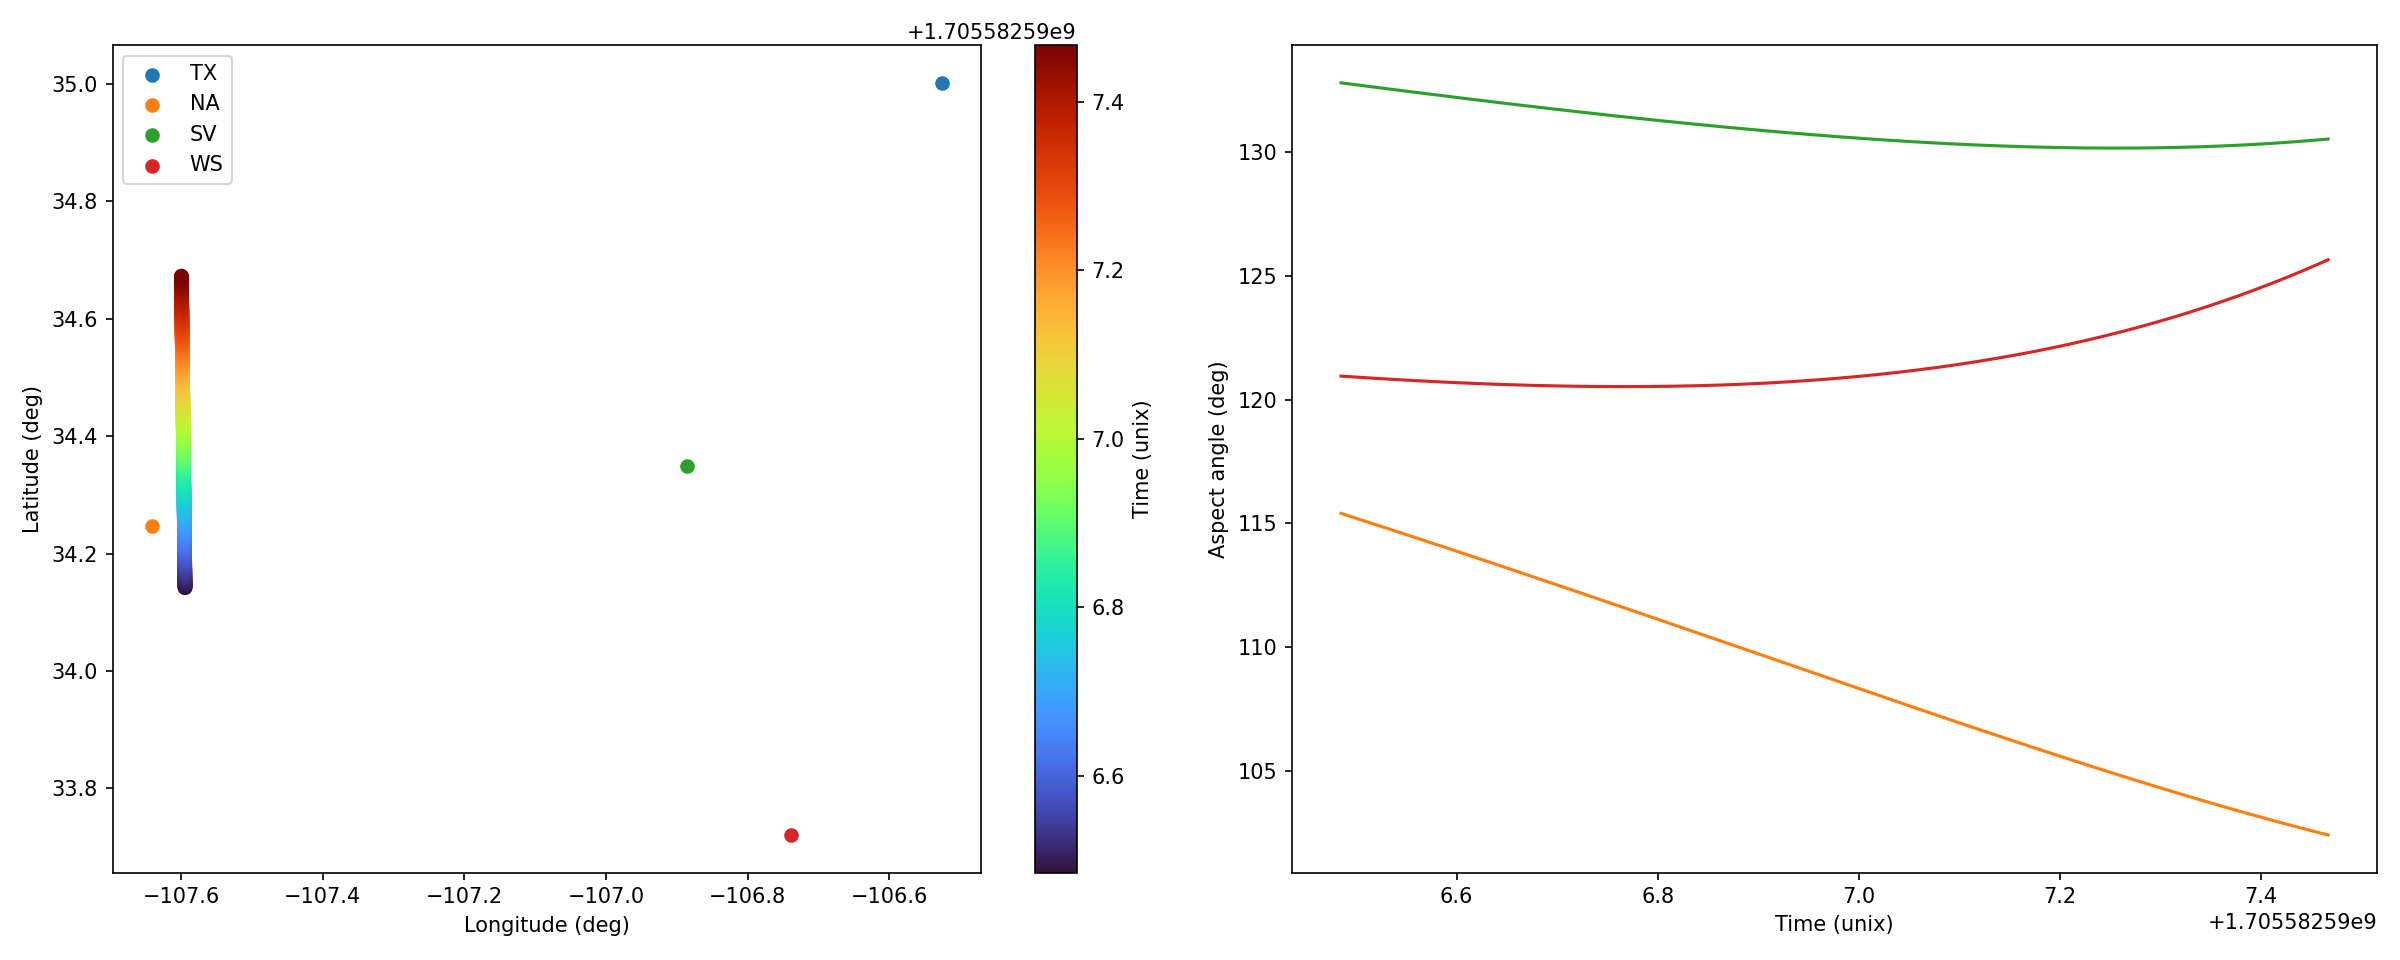 +1.70558259e9
TX
NA
SV
WS
35.0
34.8
34.6
34.4
34.2
34.0
33.8
Latitude (deg)
−107.6
−107.4
−107.2
−107.0
−106.8
−106.6
Longitude (deg)
7.4
7.2
7.0
6.8
6.6
Time (unix)
130
125
120
115
110
105
Aspect angle (deg)
6.6
6.8
7.0
7.2
7.4
Time (unix)
+1.70558259e9